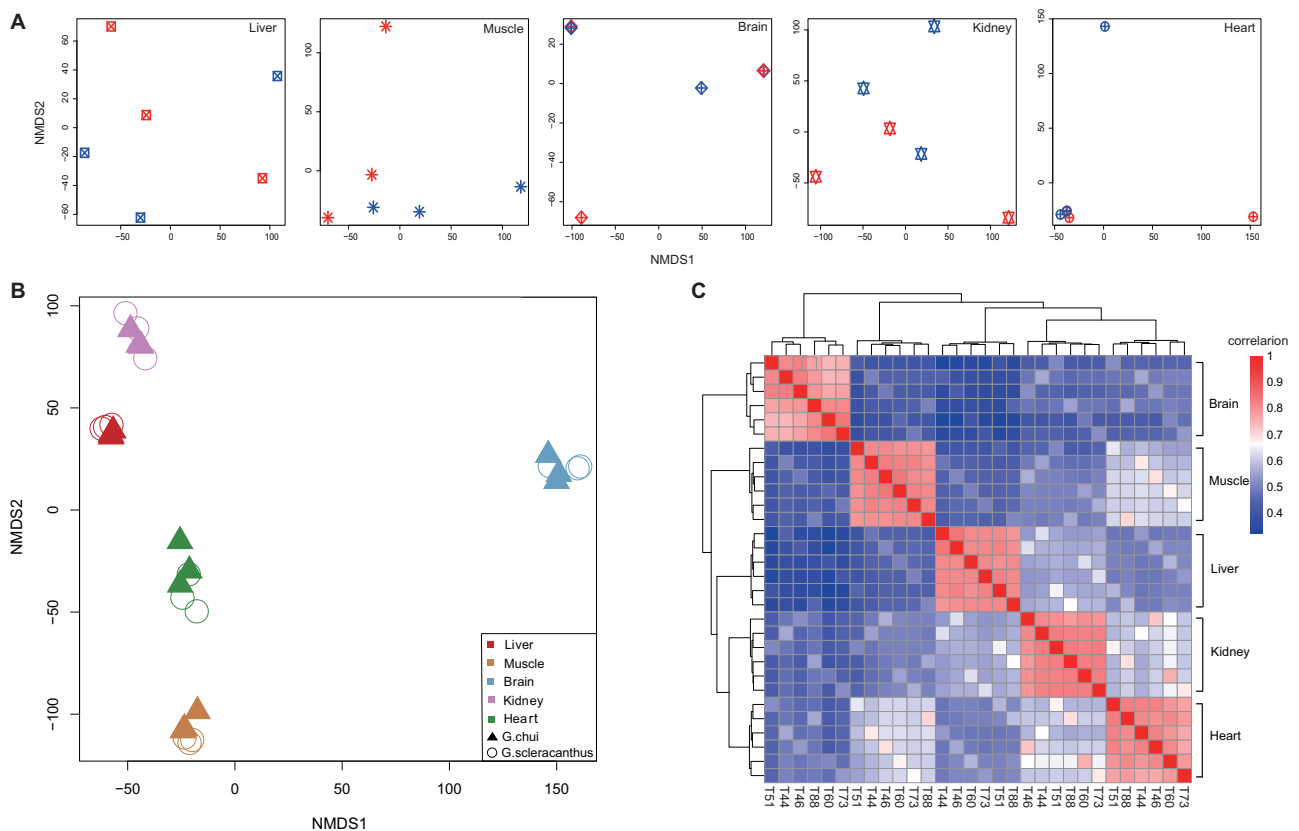 A
Liver
Muscle
Brain
Kidney
Heart
NMDS2
60
40
20
0
−20
−40
−60
−50
0
50
100
100
50
0
−50
0
50
100
20
0
−20
−40
−60
−100
−50
0
50
100
100
50
0
−50
−100
−50
0
50
100
150
100
50
0
−50
0
50
100
150
NMDS1
B
NMDS2
100
50
0
−50
−100
−50
0
50
100
150
NMDS1
Liver
Muscle
Brain
Kidney
Heart
G.chui
G.scleracanthus
C
correlarion
1
0.9
0.8
0.7
0.6
0.5
0.4
Brain
Muscle
Liver
Kidney
Heart
T51 T44 T46 T88 T60 T73 T51 T44 T46 T60 T73 T88 T44 T46 T60 T73 T51 T88 T46 T44 T51 T88 T60 T73 T51 T88 T44 T46 T60 T73